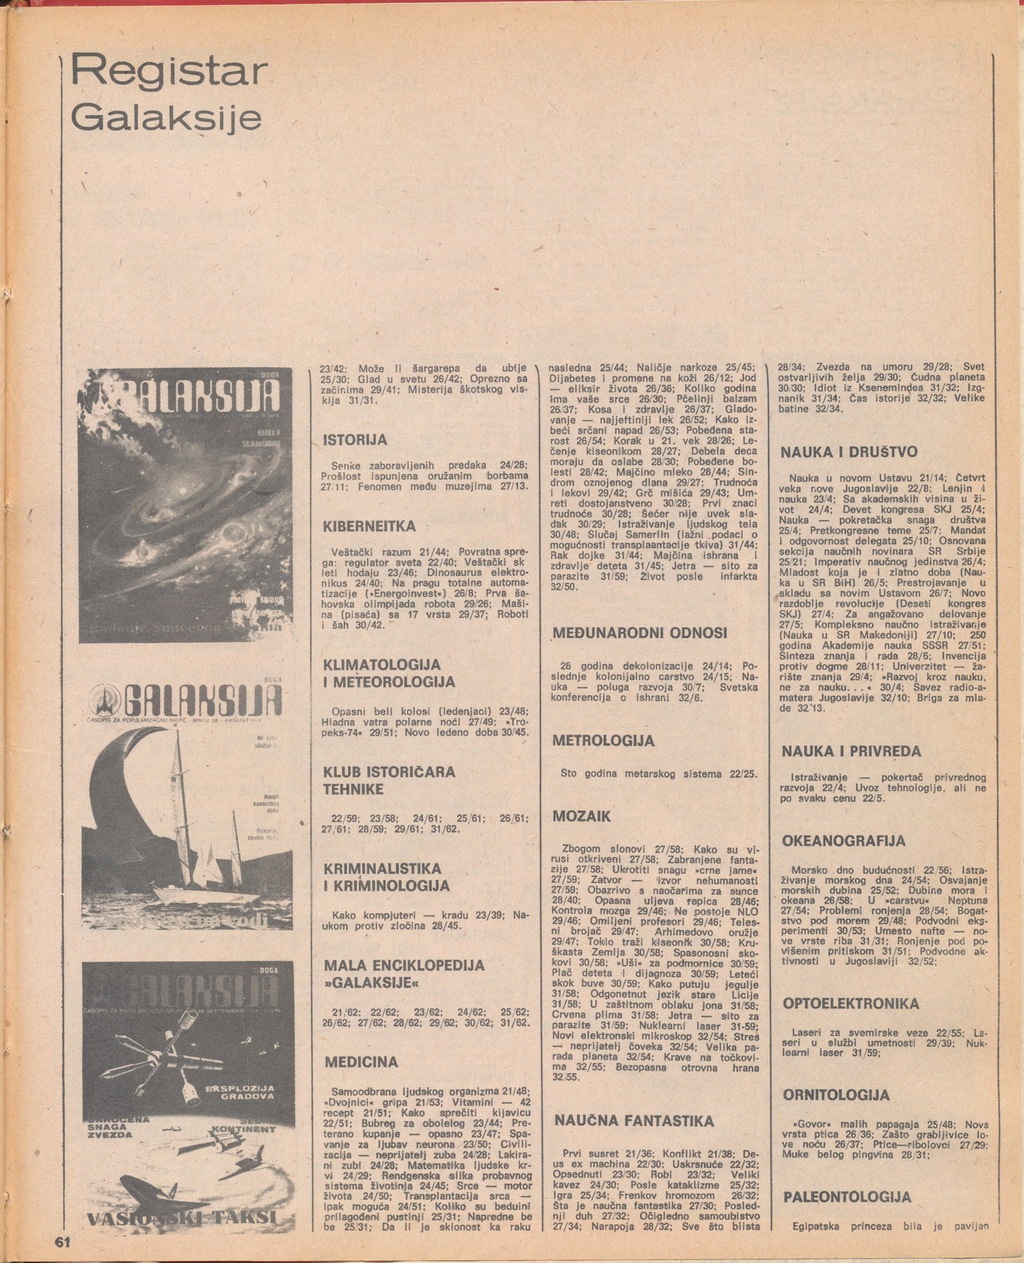 Registar
Galaksije
DUGA
GALAKSIJA
DUGA
GALAKSIJA
DUGA
GALAKSIJA
EKSPLOZIJA
GRADOVA
SNAGA
ZVEZDA
KONTINENT
VASIONSKI TAKSI
61
23/42; Može li šargarepa da ubije
25/30; Glad u svetu 26/42; Oprezno sa
začinima 29/41; Misterija škotskog vis-
kija 31/31.
ISTORIJA
Senke zaboravljenih predaka 24/28;
Prošlost ispunjena oružanim borbama
27/11; Fenomen među muzejima 27/13.
KIBERNEITKA
Veštački razum 21/44; Povratna spre-
ga: regulator sveta 22/40; Veštački sk
leti hodaju 23/46; Dinosaurus elektro-
nikus 24/40; Na pragu totalne automa-
tizacije (»Energoinvest«) 26/8; Prva ša-
hovska olimpijada robota 29/26; Maši-
na (pisaća) sa 17 vrsta 29/37; Roboti
i šah 30/42.
KLIMATOLOGIJA
I METEOROLOGIJA
Opasni beli kolosi (ledenjaci) 23/48;
Hladna vatra polarne noći 27/49; »Tro-
peks-74« 29/51; Novo ledeno doba 30/45.
KLUB ISTORIČARA
TEHNIKE
22/59; 23/58; 24/61; 25/61; 26/61;
27/61; 28/59; 29/61; 31/62.
KRIMINALISTIKA
I KRIMINOLOGIJA
Kako kompjuteri — kradu 23/39; Na-
ukom protiv zločina 28/45.
MALA ENCIKLOPEDIJA
»GALAKSIJE«
21/62; 22/62; 23/62; 24/62; 25/62;
26/62; 27/62; 28/62; 29/62; 30/62; 31/62.
MEDICINA
Samoodbrana ljudskog organizma 21/48;
»Dvojnici« gripa 21/53; Vitamini — 42
recept 21/51; Kako sprečiti kijavicu
22/51; Bubreg za obolelog 23/44; Pre-
terano kupanje — opasno 23/47; Spa-
vanje za ljubav neurona 23/50; Civili-
zacija — neprijatelj zuba 24/28; Lakira-
ni zubi 24/28; Matematika ljudske kr-
vi 24/29; Rendgenska slika probavnog
sistema životinja 24/45; Srce — motor
života 24/50; Transplantacija srca —
ipak moguća 24/51; Koliko su beduini
prilagođeni pustinji 25/31; Napredne be
be 25/31; Da li je sklonost ka raku
nasledna 25/44; Naličje narkoze 25/45;
Dijabetes i promene na koži 26/12; Jod
— eliksir života 26/36; Koliko godina
ima vaše srce 26/30; Pčelinji balzam
26/37; Kosa i zdravlje 26/37; Glado-
vanje — najjeftiniji lek 26/52; Kako iz-
beći srčani napad 26/53; Pobeđena sta-
rost 26/54; Korak u 21. vek 28/26; Le-
čenje kiseonikom 28/27; Debela deca
moraju da oslabe 28/30; Pobeđene bo-
lesti 28/42; Majčino mleko 28/44; Sin-
drom oznojenog dlana 29/27; Trudnoća
i lekovi 29/42; Grč mišića 29/43; Um-
reti dostojanstveno 30/28; Prvi znaci
trudnoće 30/28; Šećer nije uvek sla-
dak 30/29; Istraživanje ljudskog tela
30/48; Slučaj Samerlin (lažni podaci o
mogućnosti transplaantacije tkiva) 31/44;
Rak dojke 31/44; Majčina ishrana i
zdravlje deteta 31/45; Jetra — sito za
parazite 31/59; Život posle infarkta
32/50.
MEĐUNARODNI ODNOSI
28 godina dekolonizacije 24/14; Po-
slednje kolonijalno carstvo 24/15; Na-
uka — poluga razvoja 30/7; Svetska
konferencija o ishrani 32/6.
METROLOGIJA
Sto godina metarskog sistema 22/25.
MOZAIK
Zbogom slonovi 27/58; Kako su vi-
rusi otkriveni 27/58; Zabranjene fanta-
zije 27/58; Ukrotiti snagu »crne jame«
27/59; Zatvor — izvor nehumanosti
27/59; Obazrivo s naočarima za sunce
28/40; Opasna uljeva repica 28/46;
Kontrola mozga 29/46; Ne postoje NLO
29/46; Omiljeni profesori 29/46; Teles-
ni brojač 29/47; Arhimedovo oružje
29/47; Tokio traži kiseonik 30/58; Kru-
škasta Zemlja 30/58; Spasonosni sko-
kovi 30/58; »Uši« za podmornice 30/59;
Plač deteta i dijagnoza 30/59; Leteći
skok buve 30/59; Kako putuju jegulje
31/58; Odgonetnut jezik stare Licije
31/58; U zaštitnom oblaku jona 31/58;
Crvena plima 31/58; Jetra — sito za
parazite 31/59; Nuklearni laser 31-59;
Novi elektronski mikroskop 32/54; Stres
— neprijatelj čoveka 32/54; Velika pa-
rada planeta 32/54; Krave na točkovi-
ma 32/55; Bezopasna otrovna hrana
32/55.
NAUČNA FANTASTIKA
Prvi susret 21/36; Konflikt 21/38; De-
us ex machina 22/30; Uskrsnuće 22/32;
Opsednuti 23/30; Robi 23/32; Veliki
kavez 24/30; Posle kataklizme 25/32;
Igra 25/34; Frenkov hromozom 26/32;
Šta je naučna fantastika 27/30; Posled-
nji duh 27/32; Očigledno samoubistvo
27/34; Narapoja 28/32; Sve što blista
28/34; Zvezda na umoru 29/28; Svet
ostvarljivih želja 29/30; Čudna planeta
30/30; Idiot iz Ksenemindea 31/32; Izg-
nanik 31/34; Čas istorije 32/32; Velike
batine 32/34.
NAUKA I DRUŠTVO
Nauka u novom Ustavu 21/14; Četvrt
veka nove Jugoslavije 22/8; Lenjin i
nauka 23/4; Sa akademskih visina u ži-
vot 24/4; Devet kongresa SKJ 25/4;
Nauka — pokretačka snaga društva
25/4; Pretkongresne teme 25/7; Mandat
i odgovornost delegata 25/10; Osnovana
sekcija naučnih novinara SR Srbije
25/21; Imperativ naučnog jedinstva 26/4;
Mladost koja je i zlatno doba (Nau-
ka u SR BiH) 26/5; Prestrojavanje u
skladu sa novim Ustavom 26/7; Novo
razdoblje revolucije (Deseti kongres
SKJ) 27/4; Za angažovano delovanje
27/5; Kompleksno naučno istraživanje
(Nauka u SR Makedoniji) 27/10; 250
godina Akademije nauka SSSR 27/51;
Sinteza znanja i rada 28/6; Invencija
protiv dogme 28/11; Univerzitet — ža-
rište znanja 29/4; »Razvoj kroz nauku,
ne za nauku...« 30/4; Savez radio-a-
matera Jugoslavije 32/10; Briga za mla-
de 32/13.
NAUKA I PRIVREDA
Istraživanje — pokertač privrednog
razvoja 22/4; Uvoz tehnologije, ali ne
po svaku cenu 22/5.
OKEANOGRAFIJA
Morsko dno budućnosti 22/56; Istra-
živanje morskog dna 24/54; Osvajanje
morskih dubina 25/52; Dubine mora i
okeana 26/58; U »carstvu« Neptuna
27/54; Problemi ronjenja 28/54; Bogat-
stvo pod morem 29/48; Podvodni eks-
perimenti 30/53; Umesto nafte — no-
ve vrste riba 31/31; Ronjenje pod po-
višenim pritiskom 31/51; Podvodne ak-
tivnosti u Jugoslaviji 32/52;
OPTOELEKTRONIKA
Laseri za svemirske veze 22/55; La-
seri u službi umetnosti 29/39; Nuk-
learni laser 31/59;
ORNITOLOGIJA
»Govor« malih papagaja 25/48; Nova
vrsta ptica 26/36; Zašto grabljivice lo-
ve noću 26/37; Ptice—ribolovci 27/29;
Muke belog pingvina 28/31;
PALEONTOLOGIJA
Egipatska princeza bila je pavijan